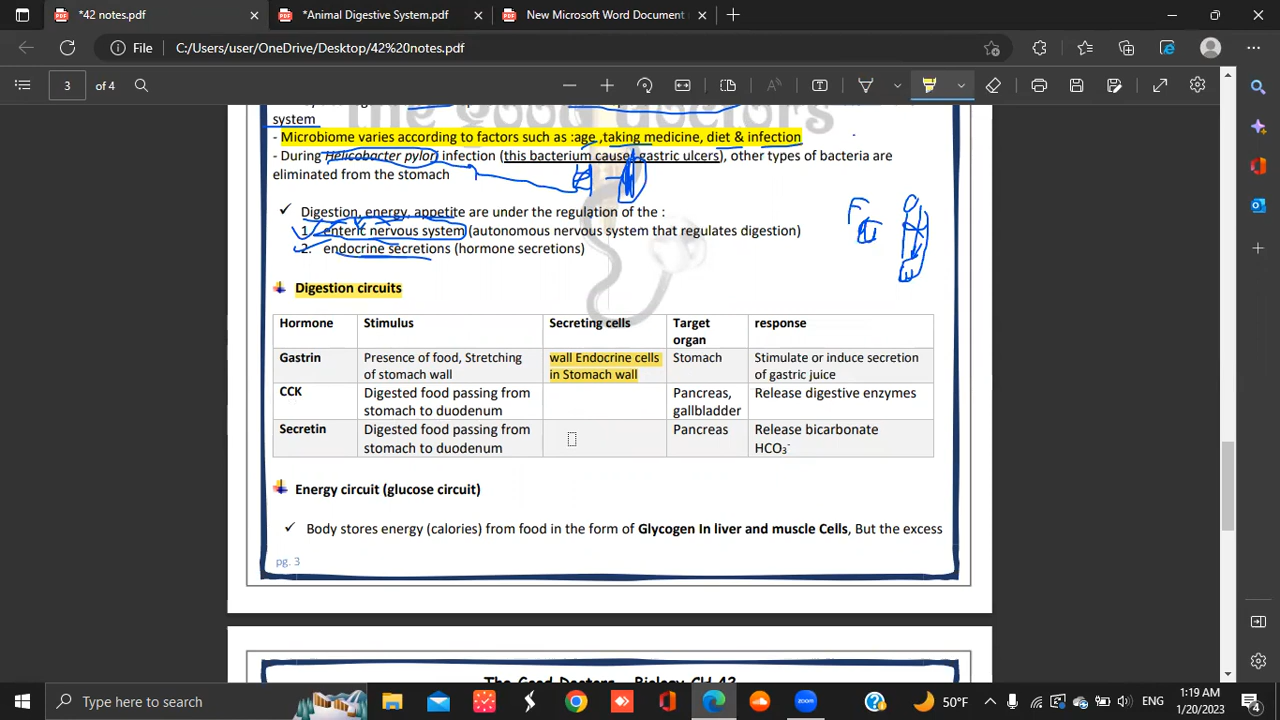 *42 notes.pdf
*Animal Digestive System.pdf
New Microsoft Word Document
File
C:/Users/user/OneDrive/Desktop/42%20notes.pdf
3
of 4
the Good Doctors
system
- Microbiome varies according to factors such as :age ,taking medicine, diet & infection
- During Helicobacter pylori infection (this bacterium causes gastric ulcers), other types of bacteria are
eliminated from the stomach
✓ Digestion, energy, appetite are under the regulation of the :
1. enteric nervous system (autonomous nervous system that regulates digestion)
2. endocrine secretions (hormone secretions)
Digestion circuits
Hormone Stimulus Secreting cells Target organ response
Gastrin Presence of food, Stretching of stomach wall wall Endocrine cells in Stomach wall Stomach Stimulate or induce secretion of gastric juice
CCK Digested food passing from stomach to duodenum Pancreas, gallbladder Release digestive enzymes
Secretin Digested food passing from stomach to duodenum Pancreas Release bicarbonate HCO₃⁻
Energy circuit (glucose circuit)
✓ Body stores energy (calories) from food in the form of Glycogen In liver and muscle Cells, But the excess
pg. 3
Type here to search
50°F
ENG
1:19 AM
1/20/2023
4
zoom